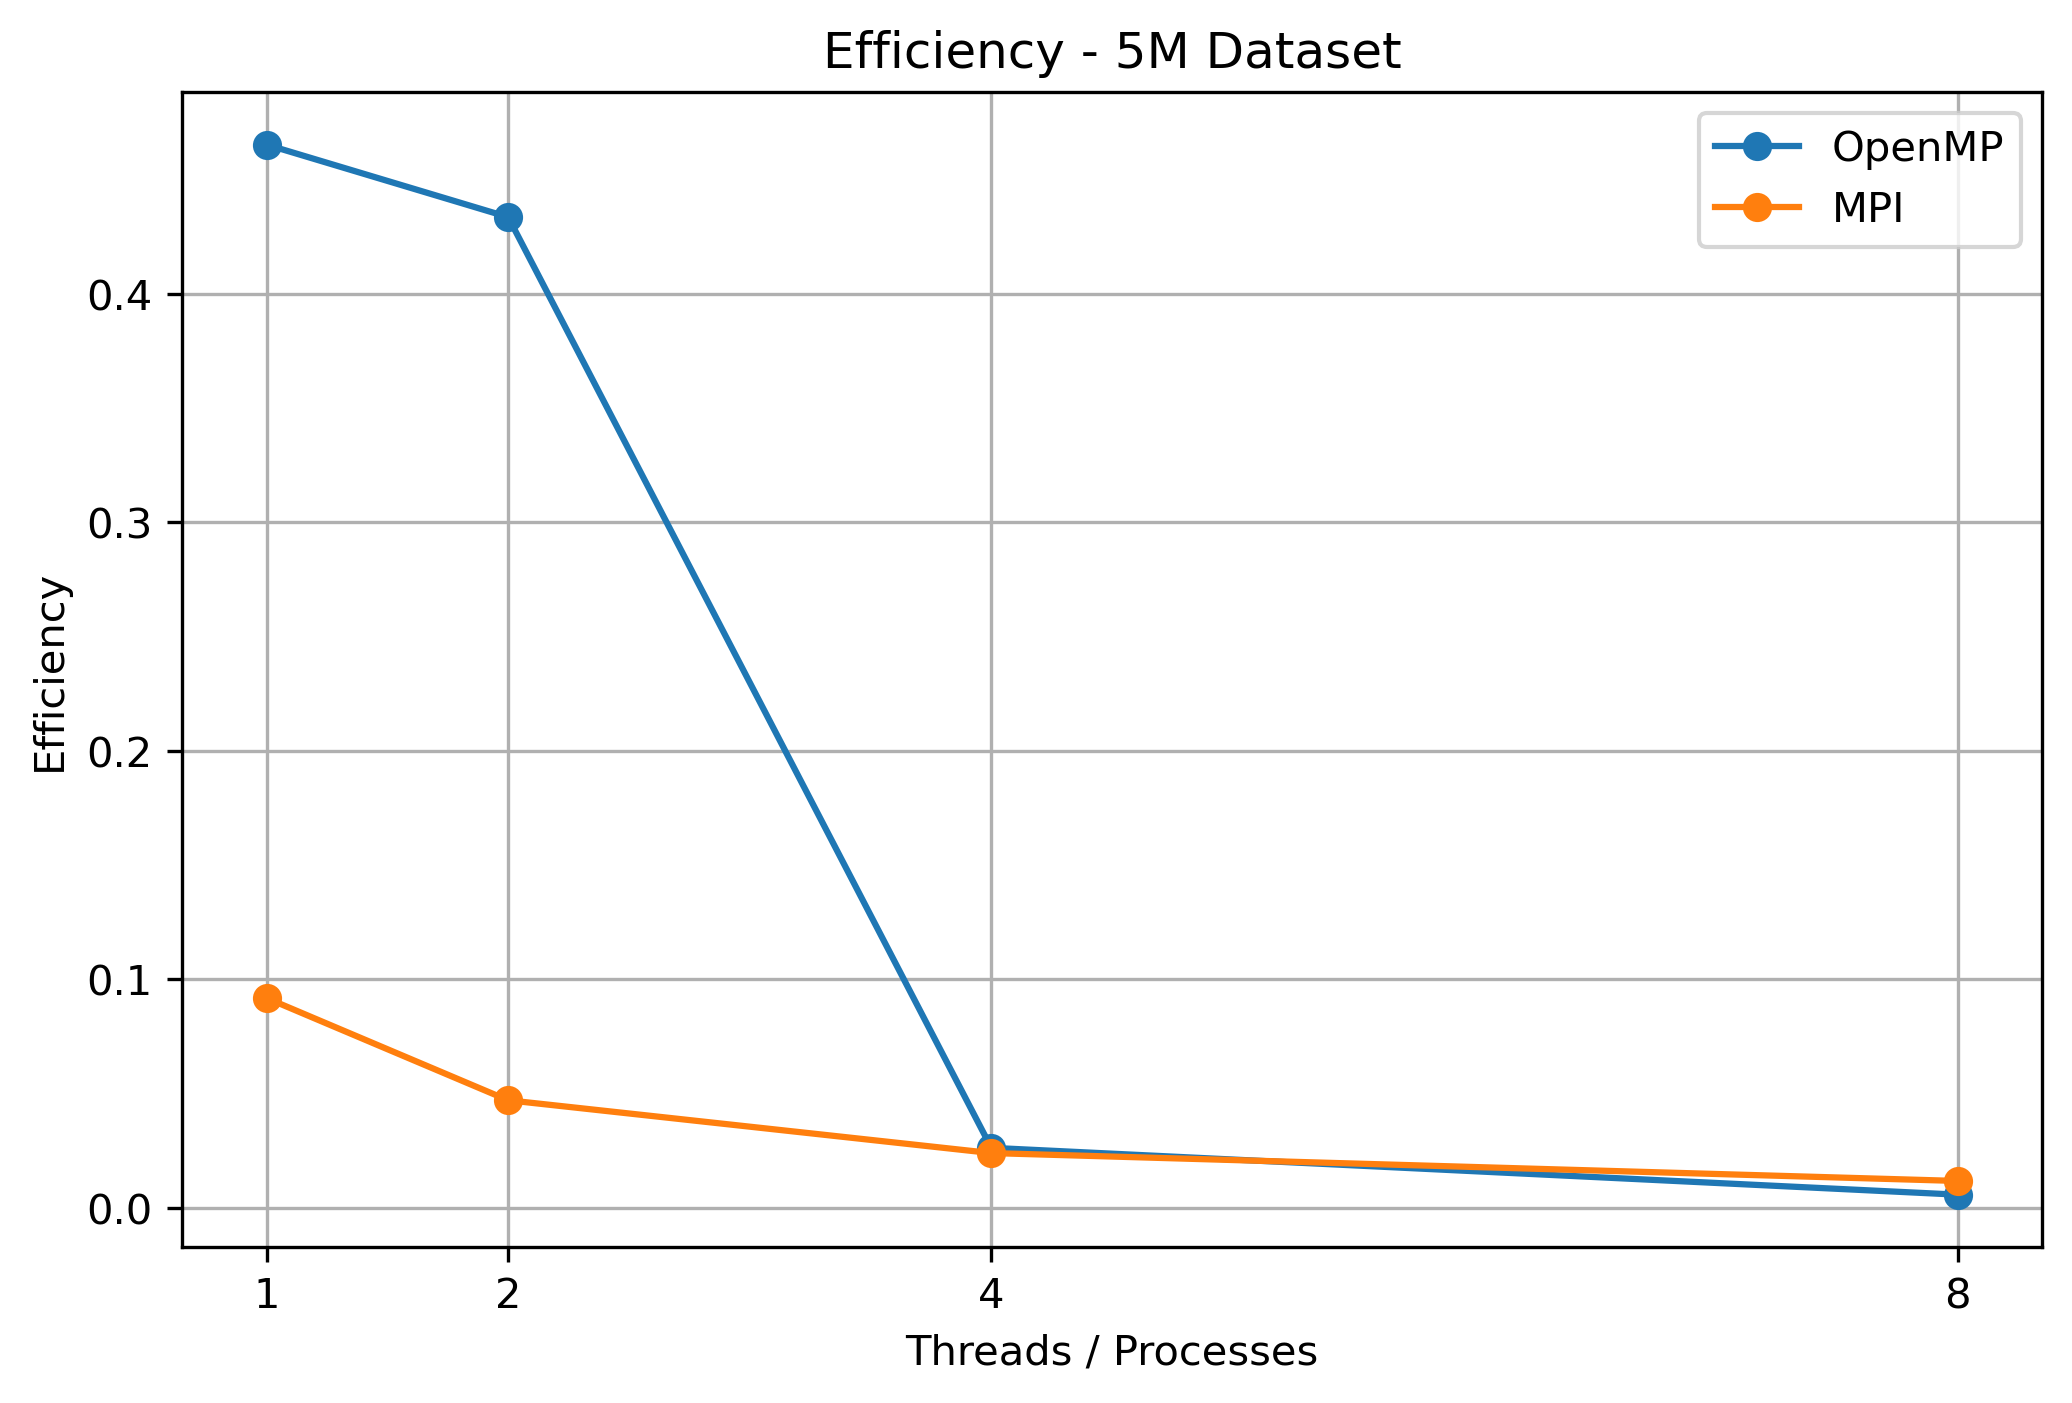 Efficiency - 5M Dataset
OpenMP
MPI
0.4
0.3
0.2
0.1
0.0
Efficiency
1 2 4 8
Threads / Processes